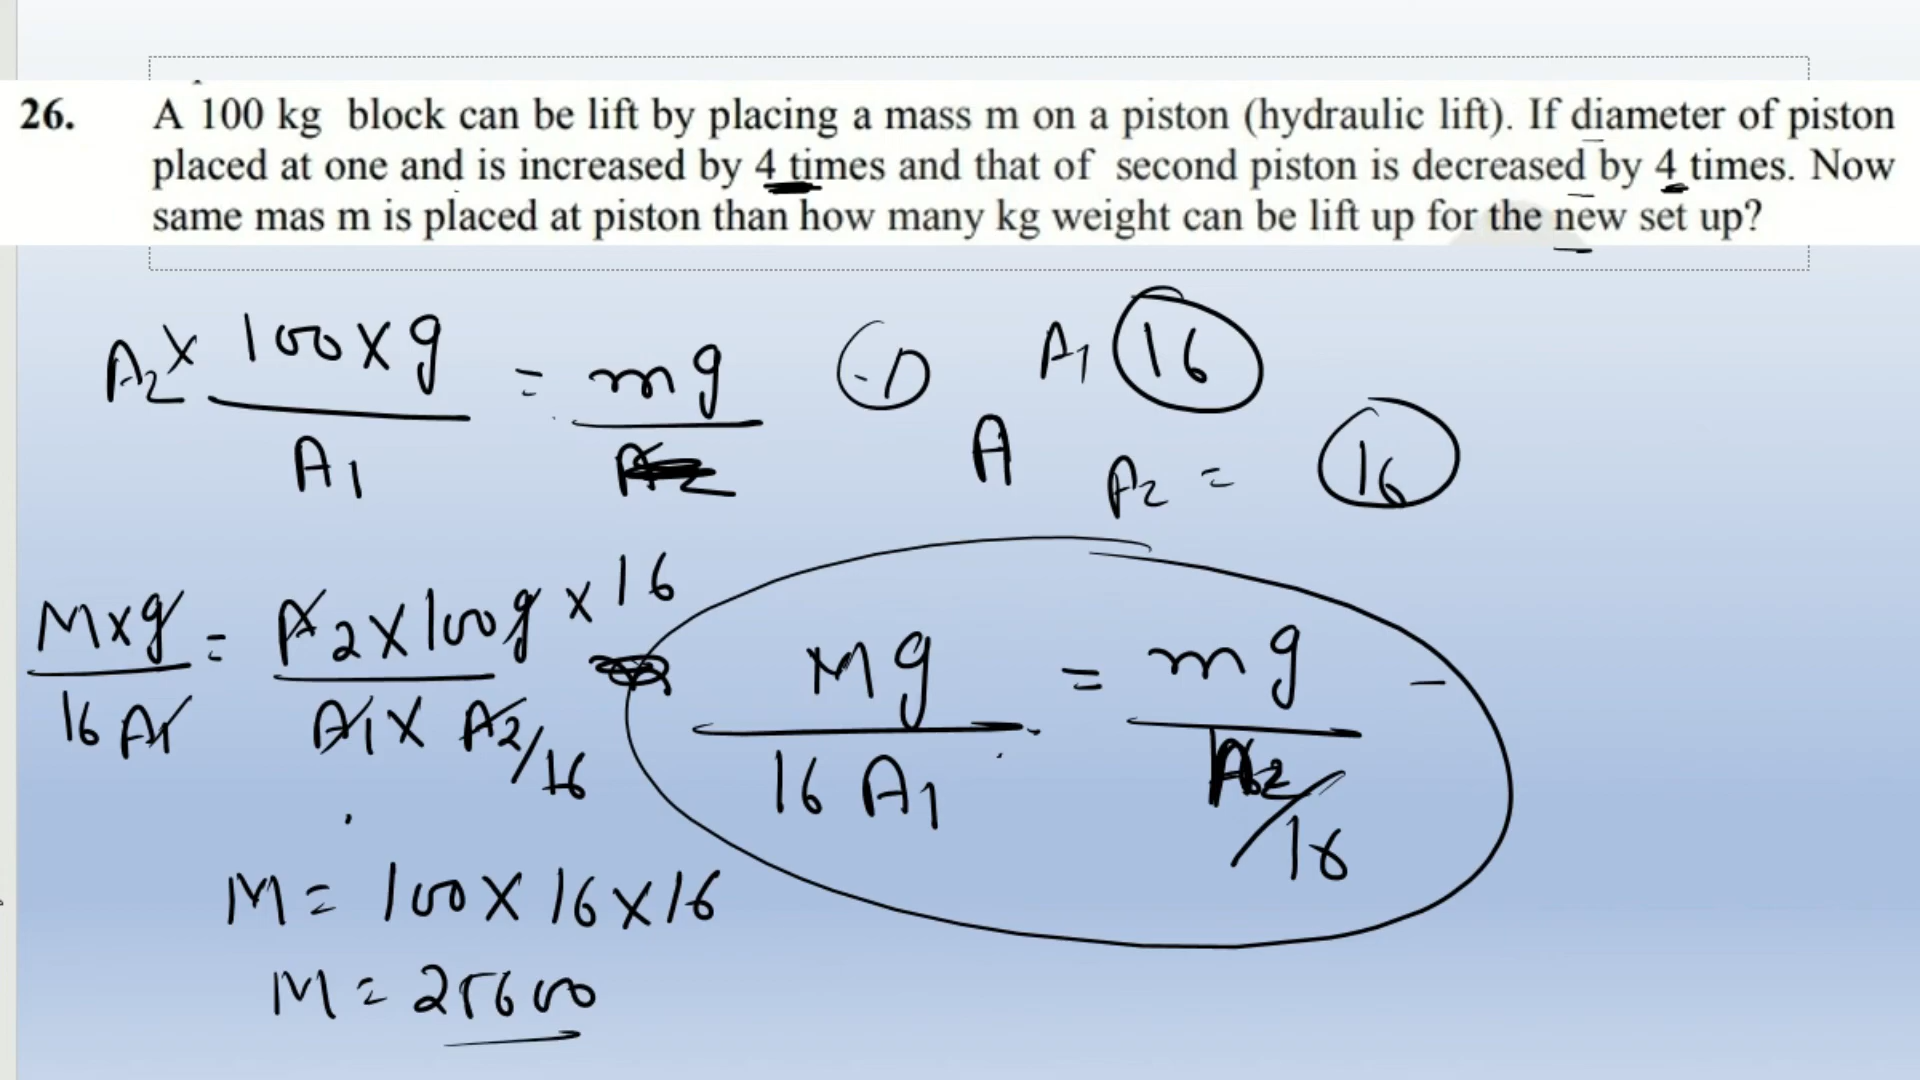 26. A 100 kg block can be lift by placing a mass m on a piston (hydraulic lift). If diameter of piston
placed at one and is increased by 4 times and that of second piston is decreased by 4 times. Now
same mas m is placed at piston than how many kg weight can be lift up for the new set up?
A2 × 100 × g / A1 = mg / A2 -1
A1 16
A
A2 = 16
M×g / 16 A1 = A2 × 100 g × 16 / A1 × A2/16
Mg / 16 A1 = mg / A2/16 -
M = 100 × 16 × 16
M = 25600